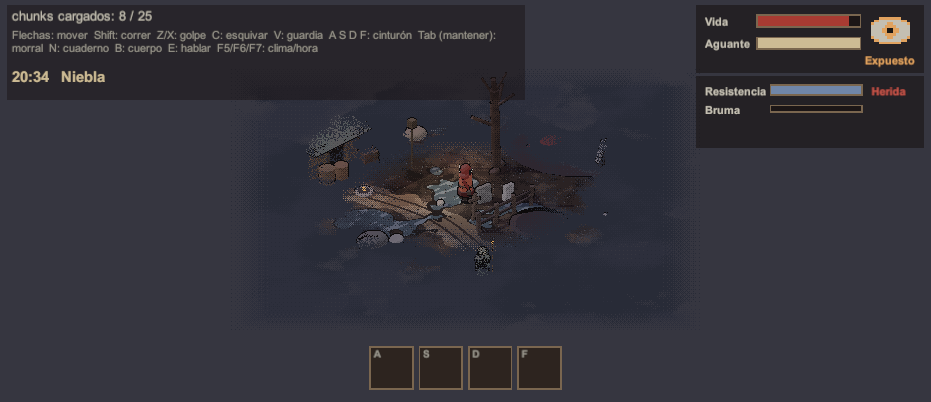 chunks cargados: 8 / 25
Flechas: mover Shift: correr Z/X: golpe C: esquivar V: guardia A S D F: cinturón Tab (mantener):
morral N: cuaderno B: cuerpo E: hablar F5/F6/F7: clima/hora
20:34 Niebla
Vida
Aguante
Expuesto
Resistencia Herida
Bruma
A S D F